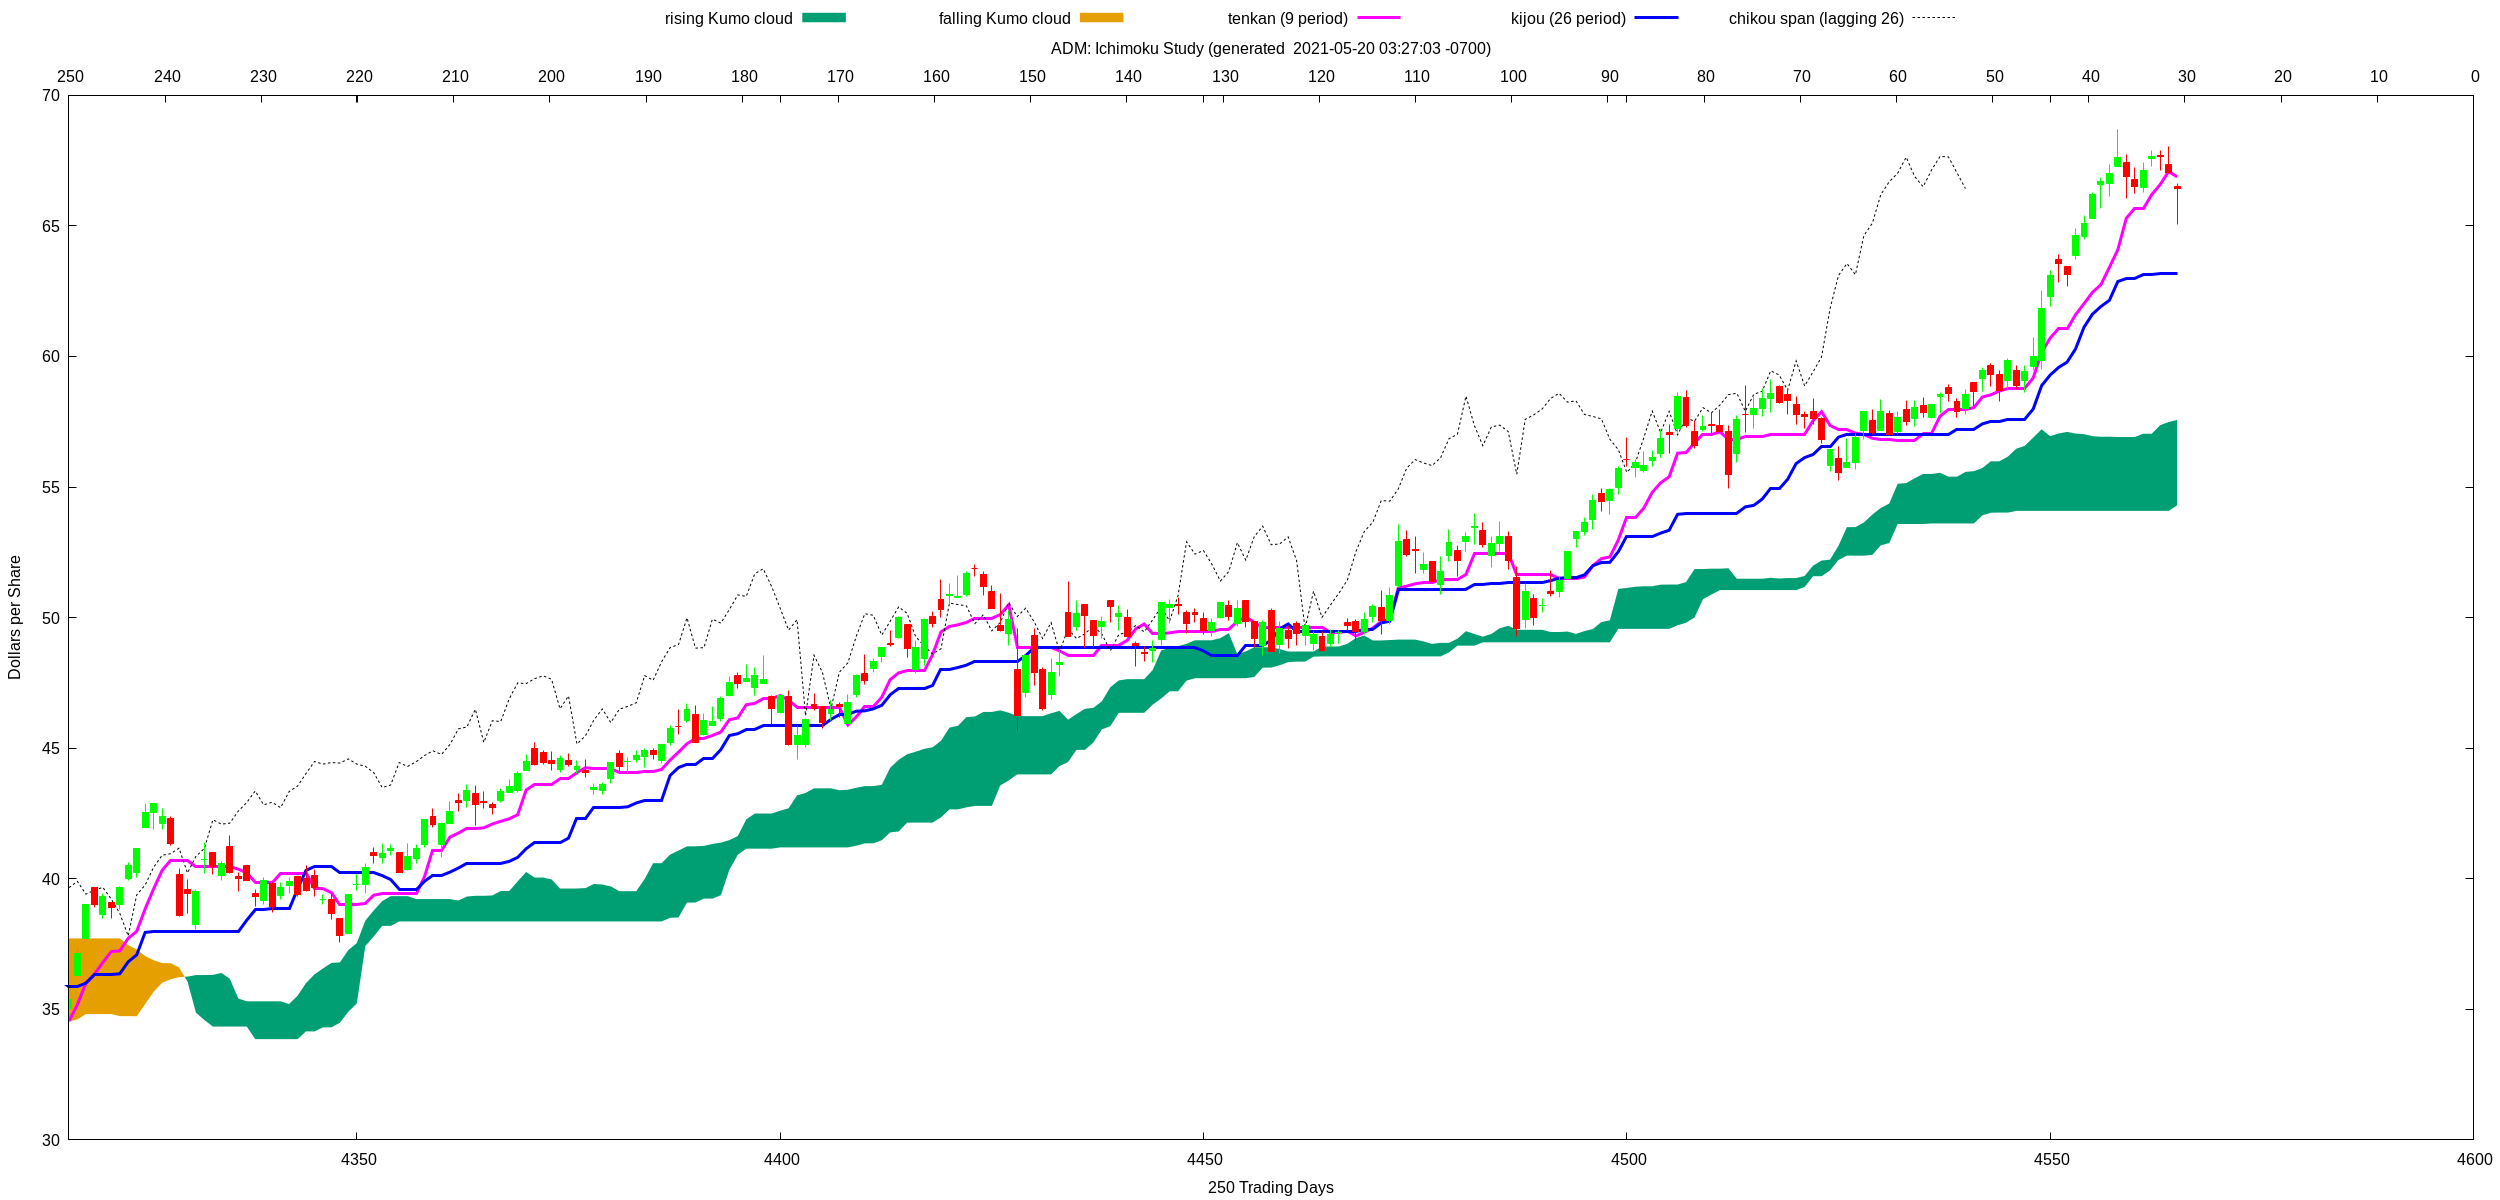 rising Kumo cloud falling Kumo cloud tenkan (9 period) kijou (26 period) chikou span (lagging 26)
ADM: Ichimoku Study (generated  2021-05-20 03:27:03 -0700)
250 240 230 220 210 200 190 180 170 160 150 140 130 120 110 100 90 80 70 60 50 40 30 20 10 0
70
65
60
55
50
45
40
35
30
Dollars per Share
4350 4400 4450 4500 4550 4600
250 Trading Days